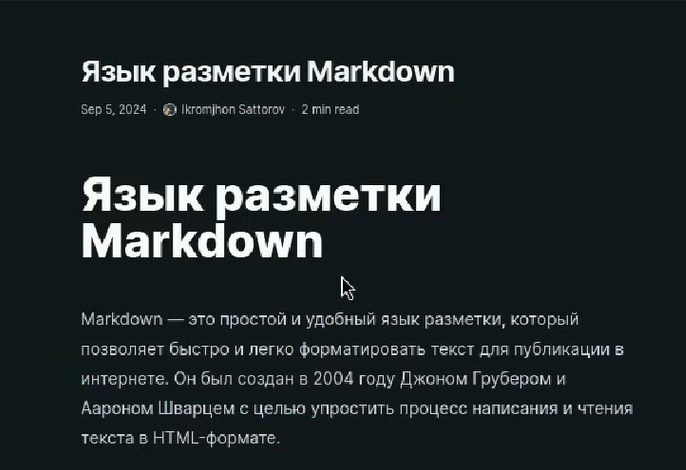 Язык разметки Markdown
Sep 5, 2024 · Ikromjhon Sattorov · 2 min read
Язык разметки
Markdown
Markdown — это простой и удобный язык разметки, который
позволяет быстро и легко форматировать текст для публикации в
интернете. Он был создан в 2004 году Джоном Грубером и
Аароном Шварцем с целью упростить процесс написания и чтения
текста в HTML-формате.